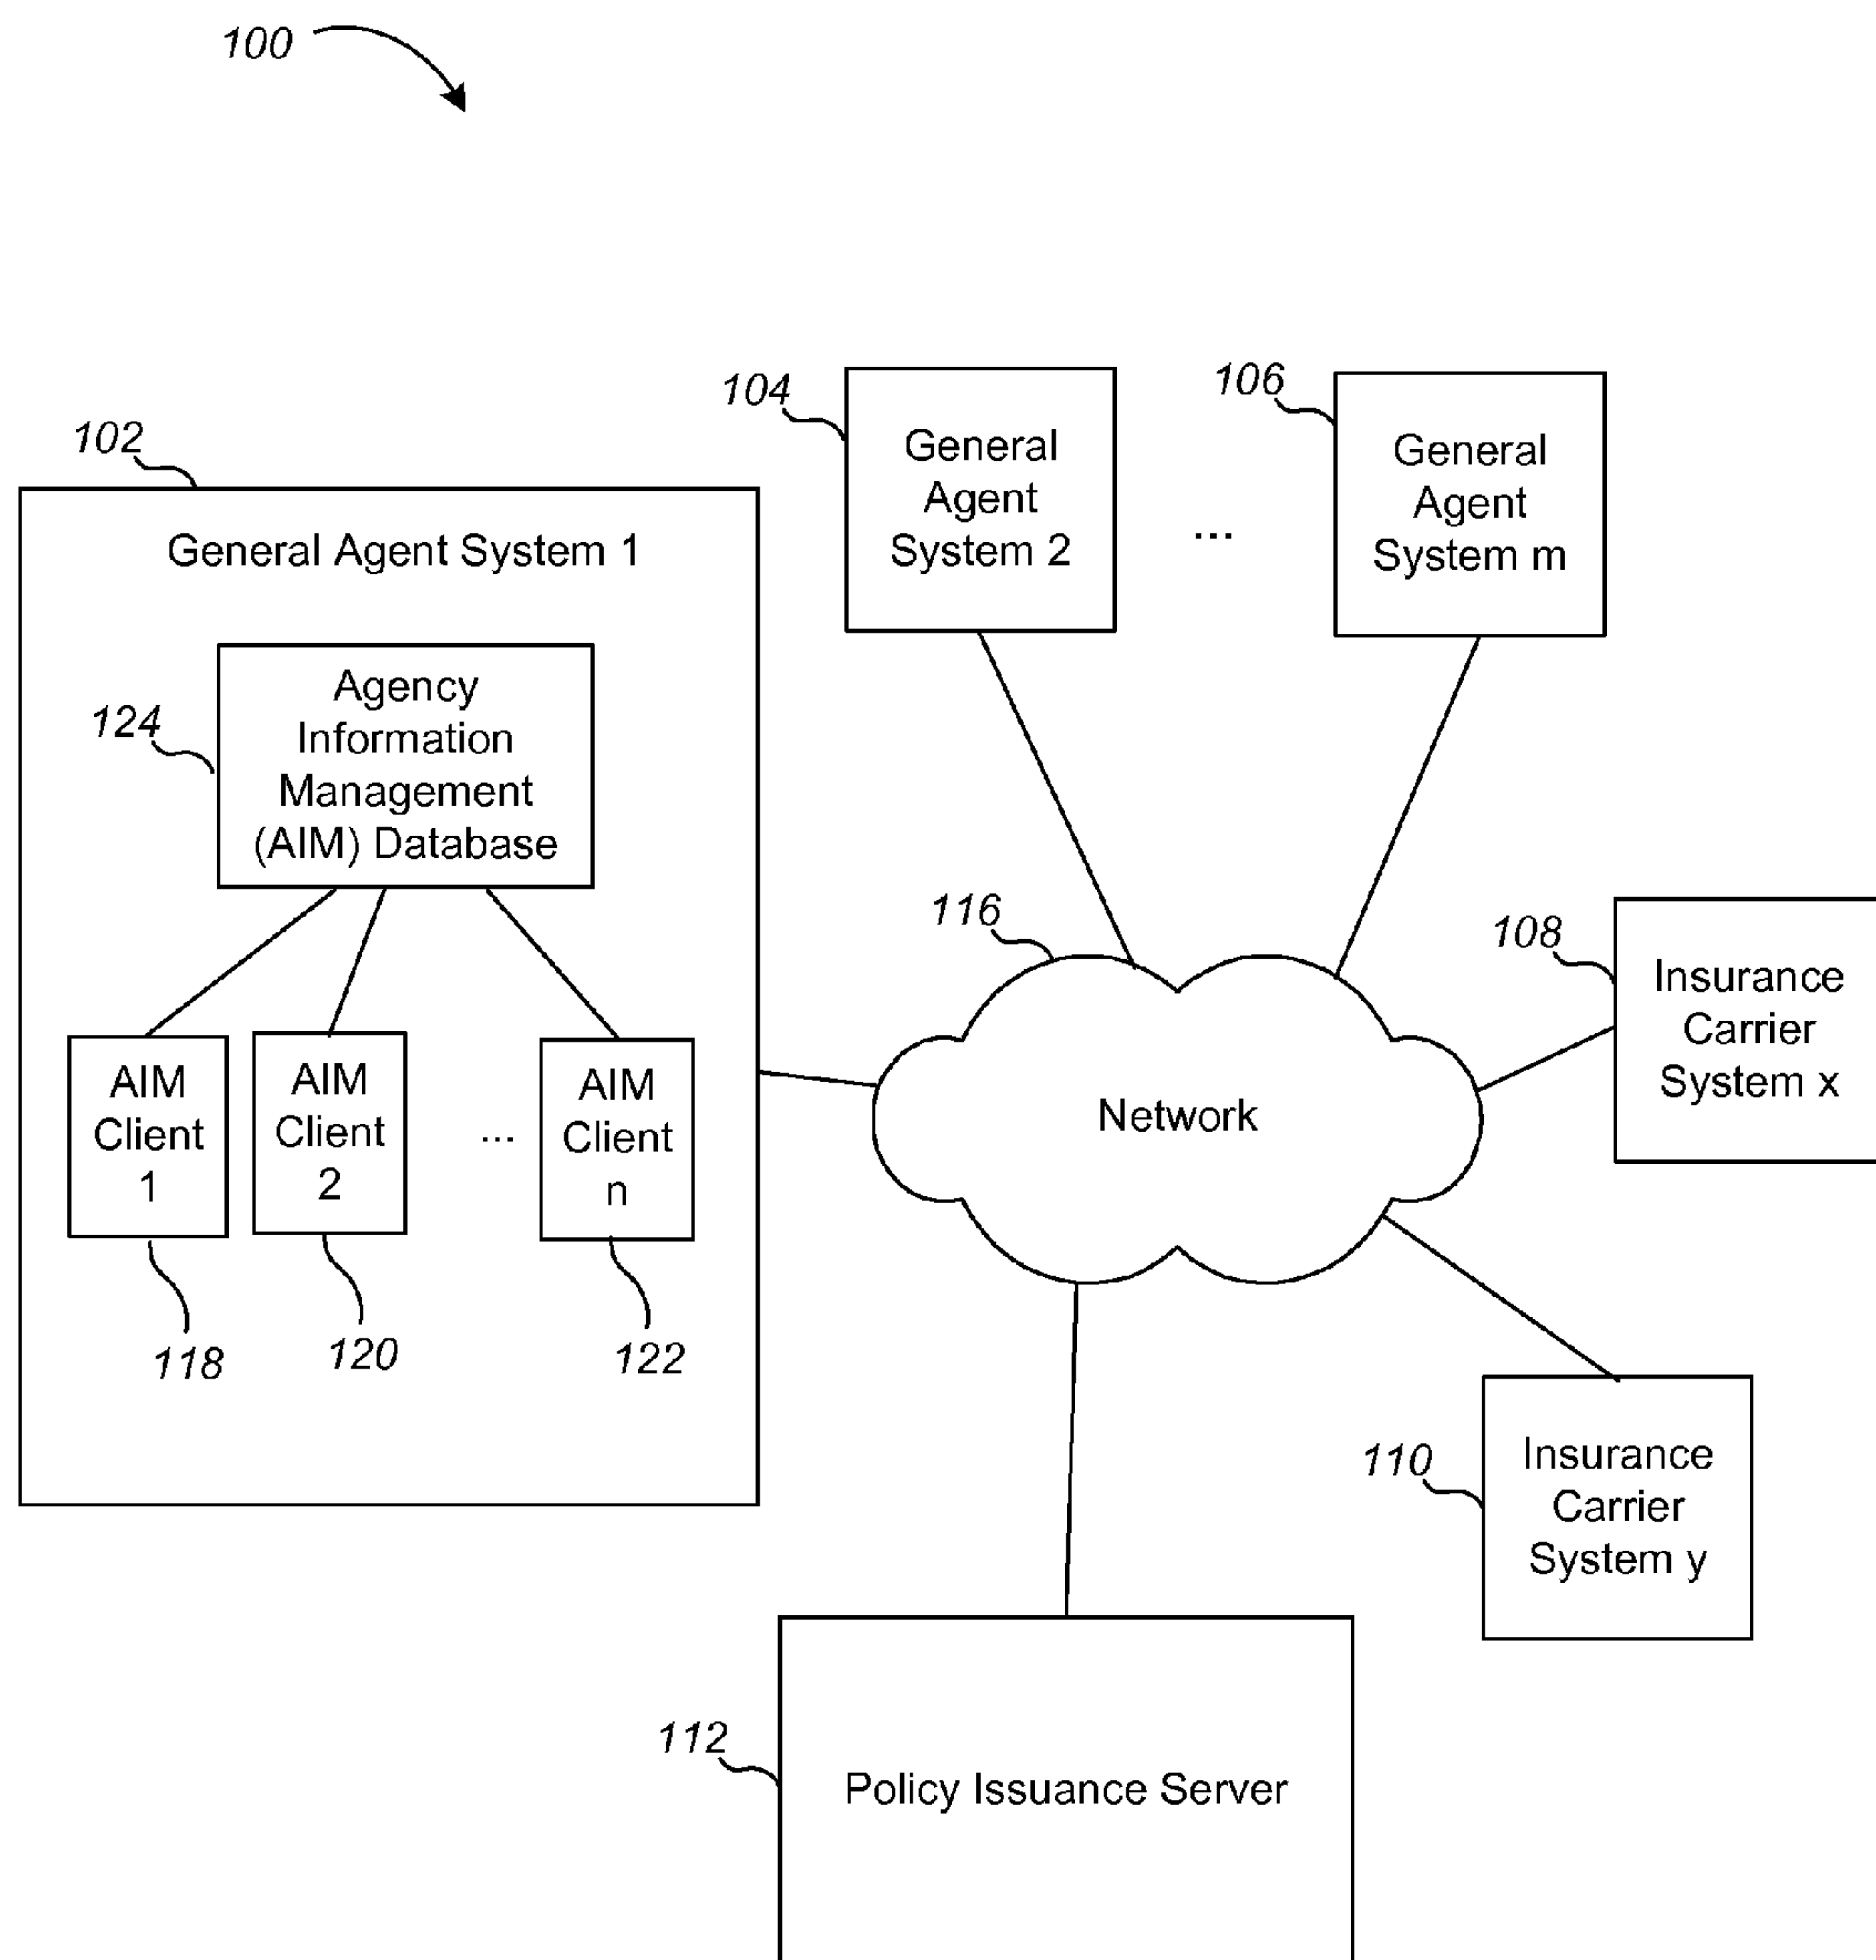 100
102
General Agent System 1
124
Agency
Information
Management
(AIM) Database
AIM
Client
1
AIM
Client
2
...
AIM
Client
n
118
120
122
104
General
Agent
System 2
...
106
General
Agent
System m
116
Network
108
Insurance
Carrier
System x
110
Insurance
Carrier
System y
112
Policy Issuance Server